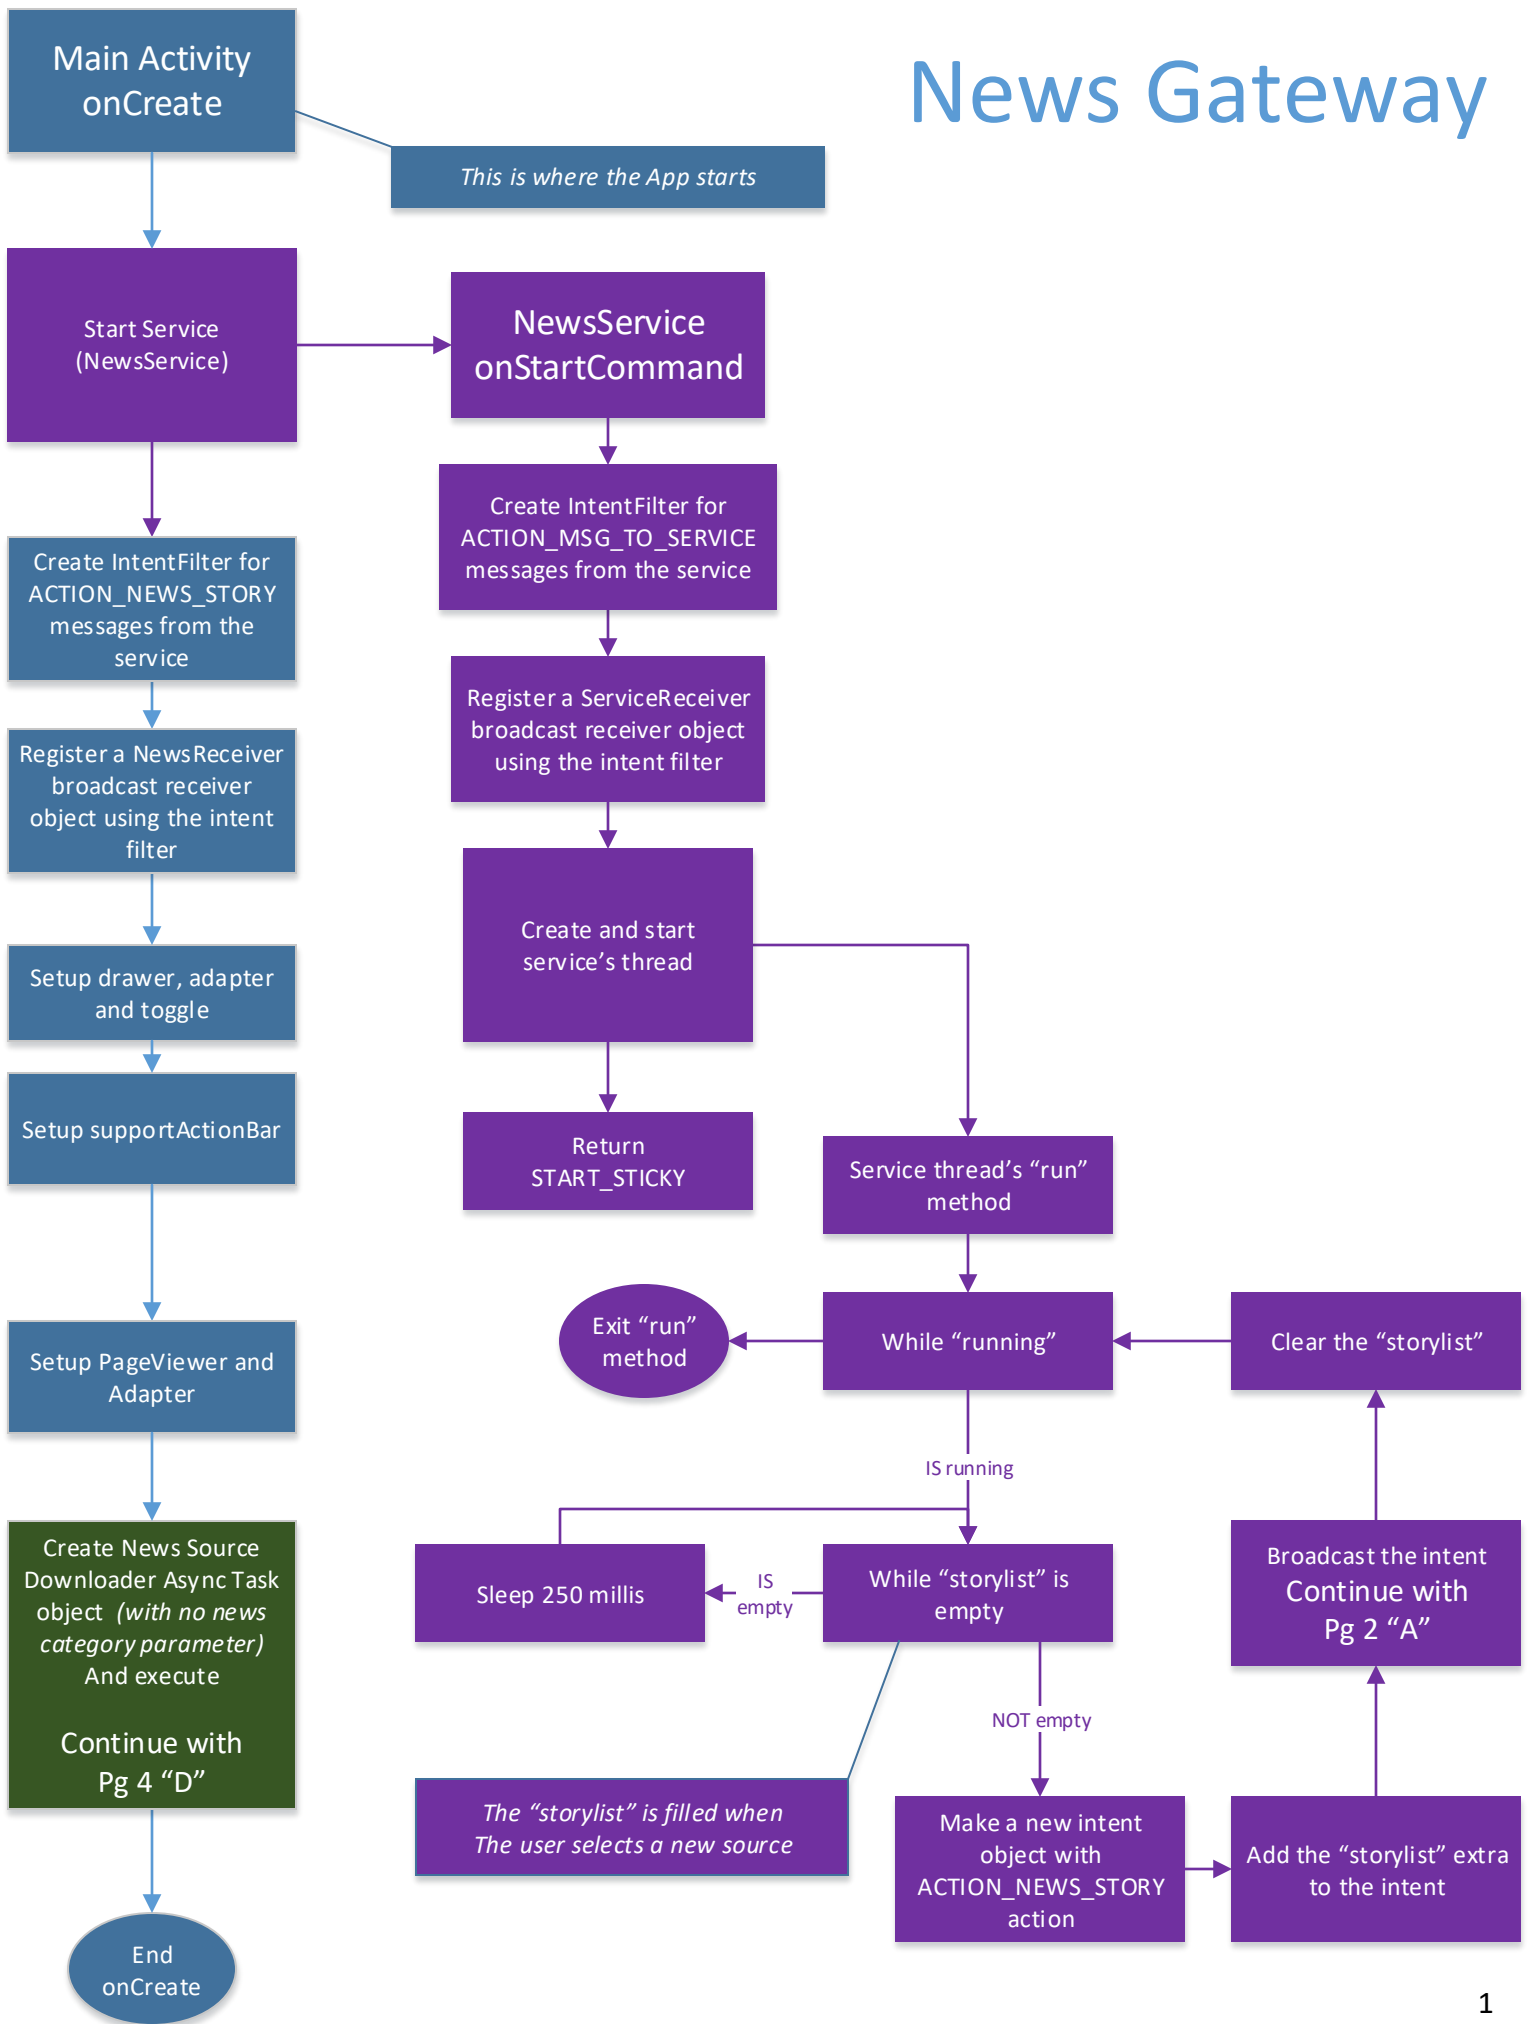 Main Activity
onCreate
News Gateway
This is where the App starts
Start Service
(NewsService)
NewsService
onStartCommand
Create IntentFilter for
ACTION_MSG_TO_SERVICE
messages from the service
Create IntentFilter for
ACTION_NEWS_STORY
messages from the
service
Register a ServiceReceiver
broadcast receiver object
using the intent filter
Register a NewsReceiver
broadcast receiver
object using the intent
filter
Create and start
service’s thread
Setup drawer, adapter
and toggle
Setup supportActionBar
Return
START_STICKY
Service thread’s “run”
method
Exit “run”
method
While “running”
Clear the “storylist”
Setup PageViewer and
Adapter
IS running
Create News Source
Downloader Async Task
object (with no news
category parameter)
And execute
Continue with
Pg 4 “D”
Sleep 250 millis
IS
empty
While “storylist” is
empty
Broadcast the intent
Continue with
Pg 2 “A”
NOT empty
The “storylist” is filled when
The user selects a new source
Make a new intent
object with
ACTION_NEWS_STORY
action
Add the “storylist” extra
to the intent
End
onCreate
1